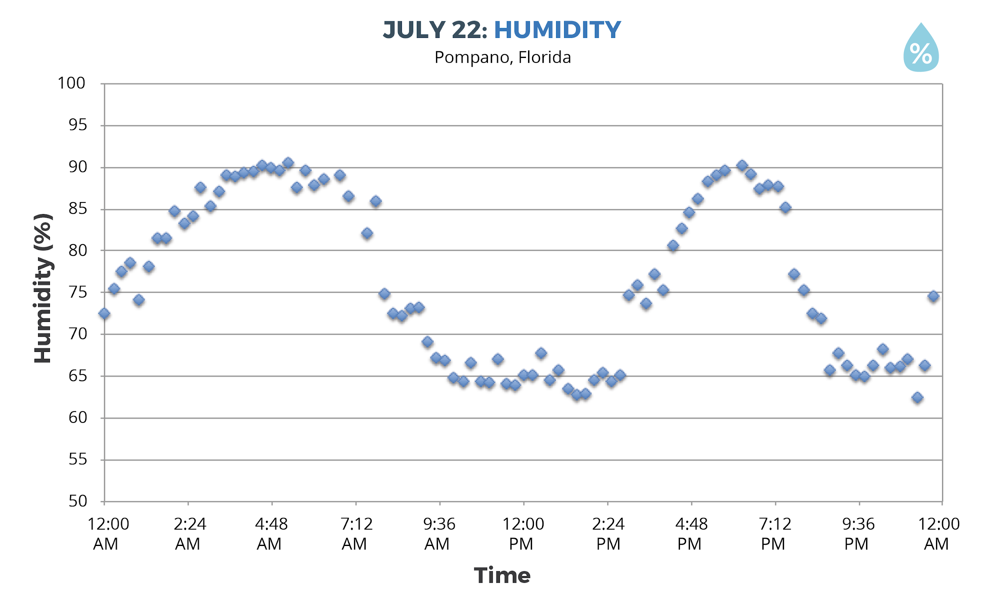 JULY 22: HUMIDITY
Pompano, Florida
%
100
95
90
85
80
75
70
65
60
55
50
Humidity (%)
12:00 AM
2:24 AM
4:48 AM
7:12 AM
9:36 AM
12:00 PM
2:24 PM
4:48 PM
7:12 PM
9:36 PM
12:00 AM
Time